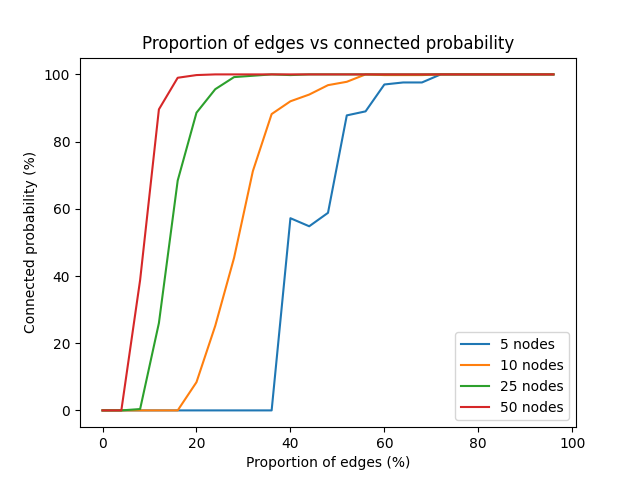 Proportion of edges vs connected probability
Connected probability (%)
100
80
60
40
20
0
0 20 40 60 80 100
Proportion of edges (%)
5 nodes
10 nodes
25 nodes
50 nodes